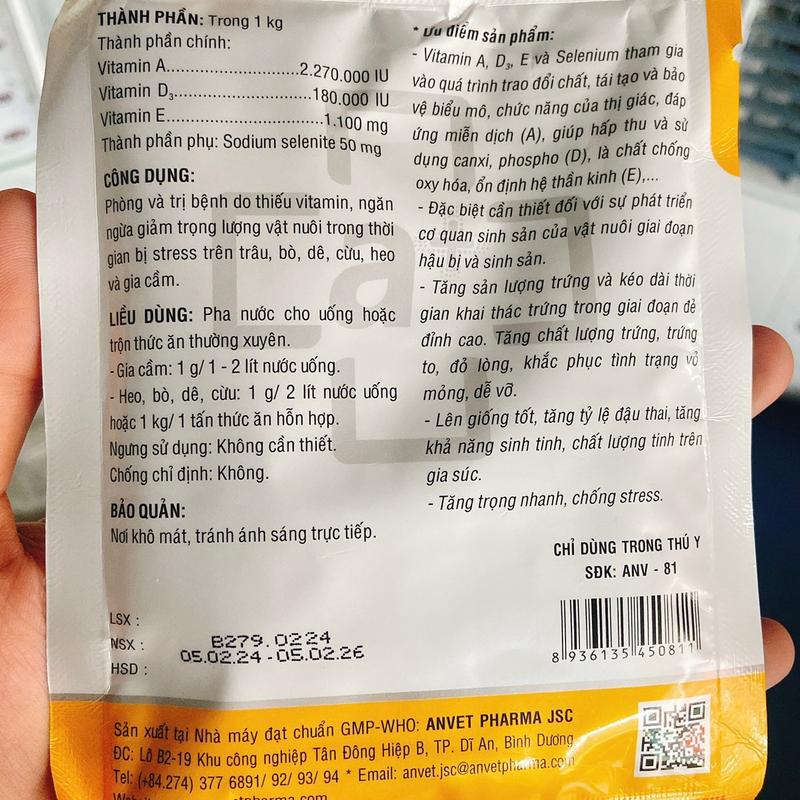 THÀNH PHẦN: Trong 1 kg
Thành phần chính:
Vitamin A..............................2.270.000 IU
Vitamin D₃..............................180.000 IU
Vitamin E..................................1.100 mg
Thành phần phụ: Sodium selenite 50 mg
CÔNG DỤNG:
Phòng và trị bệnh do thiếu vitamin, ngăn
ngừa giảm trọng lượng vật nuôi trong thời
gian bị stress trên trâu, bò, dê, cừu, heo
và gia cầm.
LIỀU DÙNG: Pha nước cho uống hoặc
trộn thức ăn thường xuyên.
- Gia cầm: 1 g/ 1 - 2 lít nước uống.
- Heo, bò, dê, cừu: 1 g/ 2 lít nước uống
hoặc 1 kg/ 1 tấn thức ăn hỗn hợp.
Ngưng sử dụng: Không cần thiết.
Chống chỉ định: Không.
BẢO QUẢN:
Nơi khô mát, tránh ánh sáng trực tiếp.
* Ưu điểm sản phẩm:
- Vitamin A, D₃, E và Selenium tham gia
vào quá trình trao đổi chất, tái tạo và bảo
vệ biểu mô, chức năng của thị giác, đáp
ứng miễn dịch (A), giúp hấp thu và sử
dụng canxi, phospho (D), là chất chống
oxy hóa, ổn định hệ thần kinh (E),...
- Đặc biệt cần thiết đối với sự phát triển
cơ quan sinh sản của vật nuôi giai đoạn
hậu bị và sinh sản.
- Tăng sản lượng trứng và kéo dài thời
gian khai thác trứng trong giai đoạn đẻ
đỉnh cao. Tăng chất lượng trứng, trứng
to, đỏ lòng, khắc phục tình trạng vỏ
mỏng, dễ vỡ.
- Lên giống tốt, tăng tỷ lệ đậu thai, tăng
khả năng sinh tinh, chất lượng tinh trên
gia súc.
- Tăng trọng nhanh, chống stress.
CHỈ DÙNG TRONG THÚ Y
SĐK: ANV - 81
LSX :
NSX :
HSD :
B279.0224
05.02.24-05.02.26
8 936135 450811
Sản xuất tại Nhà máy đạt chuẩn GMP-WHO: ANVET PHARMA JSC
ĐC: Lô B2-19 Khu công nghiệp Tân Đông Hiệp B, TP. Dĩ An, Bình Dương
Tel: (+84.274) 377 6891/ 92/ 93/ 94 * Email: anvet.jsc@anvetpharma.com